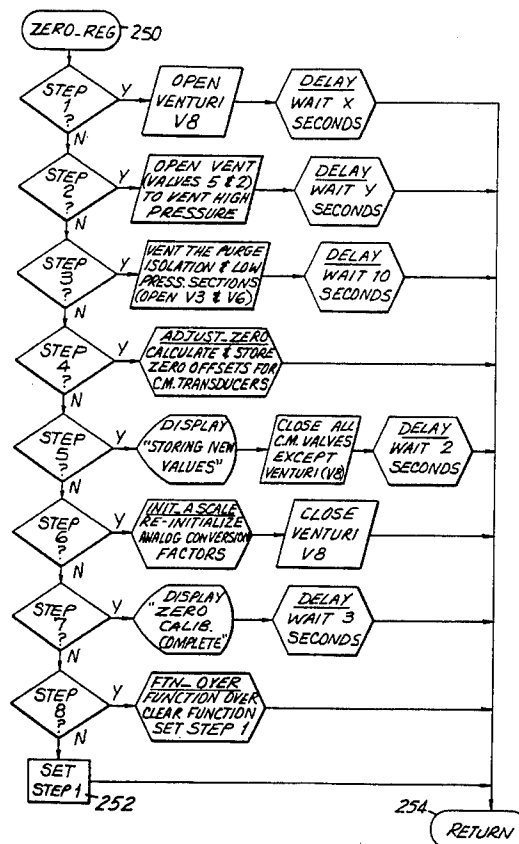 ZERO_REG 250
STEP 1 ?
Y
OPEN
VENTURI
V8
DELAY
WAIT X
SECONDS
N
STEP 2 ?
Y
OPEN VENT
(VALVES 5 & 2)
TO VENT HIGH
PRESSURE
DELAY
WAIT Y
SECONDS
N
STEP 3 ?
Y
VENT THE PURGE
ISOLATION & LOW
PRESS. SECTIONS
(OPEN V3 & V6)
DELAY
WAIT 10
SECONDS
N
STEP 4 ?
Y
ADJUST_ZERO
CALCULATE & STORE
ZERO OFFSETS FOR
C.M. TRANSDUCERS
N
STEP 5 ?
Y
DISPLAY
"STORING NEW
VALUES"
CLOSE ALL
C.M. VALVES
EXCEPT
VENTURI (V8)
DELAY
WAIT 2
SECONDS
N
STEP 6 ?
Y
INIT_ASCALE
RE-INITIALIZE
ANALOG CONVERSION
FACTORS
CLOSE
VENTURI
V8
N
STEP 7 ?
Y
DISPLAY
"ZERO
CALIB.
COMPLETE"
DELAY
WAIT 3
SECONDS
N
STEP 8 ?
Y
FTN_OVER
FUNCTION OVER
CLEAR FUNCTION
SET STEP 1
N
SET
STEP 1
252
254
RETURN